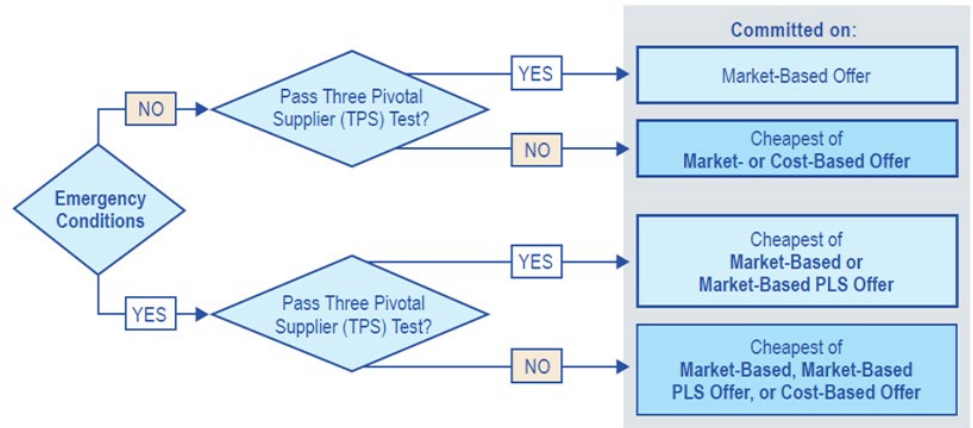 Committed on:
Emergency
Conditions
NO
Pass Three Pivotal
Supplier (TPS) Test?
YES
Market-Based Offer
NO
Cheapest of
Market- or Cost-Based Offer
YES
Pass Three Pivotal
Supplier (TPS) Test?
YES
Cheapest of
Market-Based or
Market-Based PLS Offer
NO
Cheapest of
Market-Based, Market-Based
PLS Offer, or Cost-Based Offer